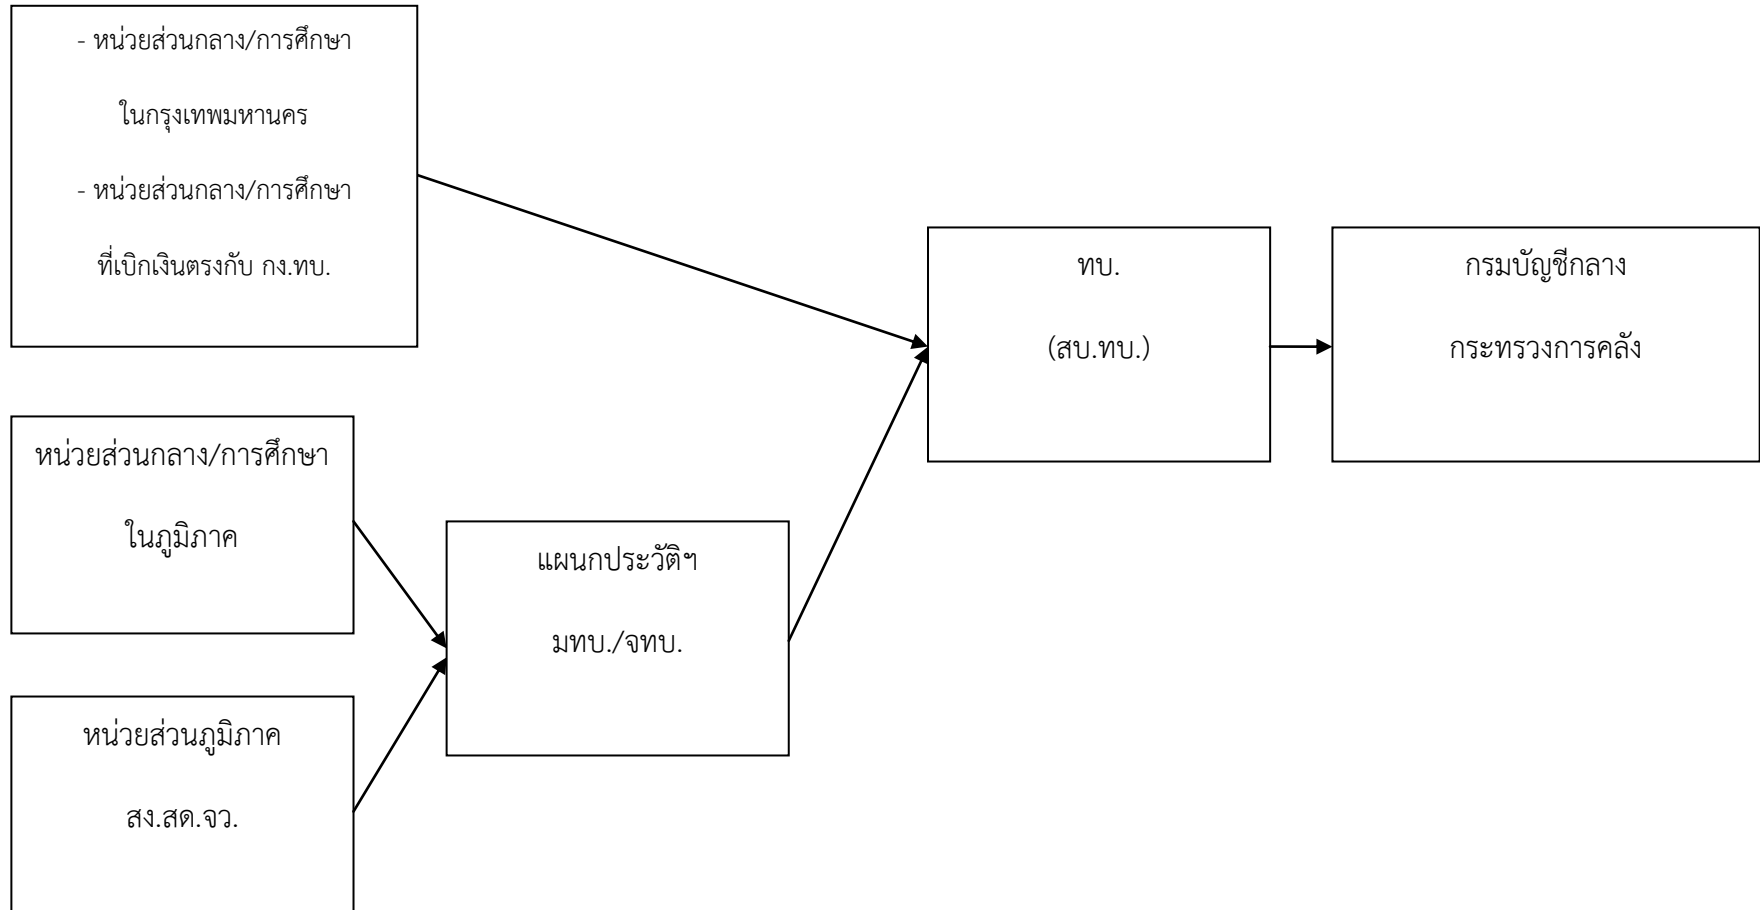 - หน่วยส่วนกลาง/การศึกษา
ในกรุงเทพมหานคร
- หน่วยส่วนกลาง/การศึกษา
ที่เบิกเงินตรงกับ กง.ทบ.
ทบ.
(สบ.ทบ.)
กรมบัญชีกลาง
กระทรวงการคลัง
หน่วยส่วนกลาง/การศึกษา
ในภูมิภาค
แผนกประวัติฯ
มทบ./จทบ.
หน่วยส่วนภูมิภาค
สง.สด.จว.